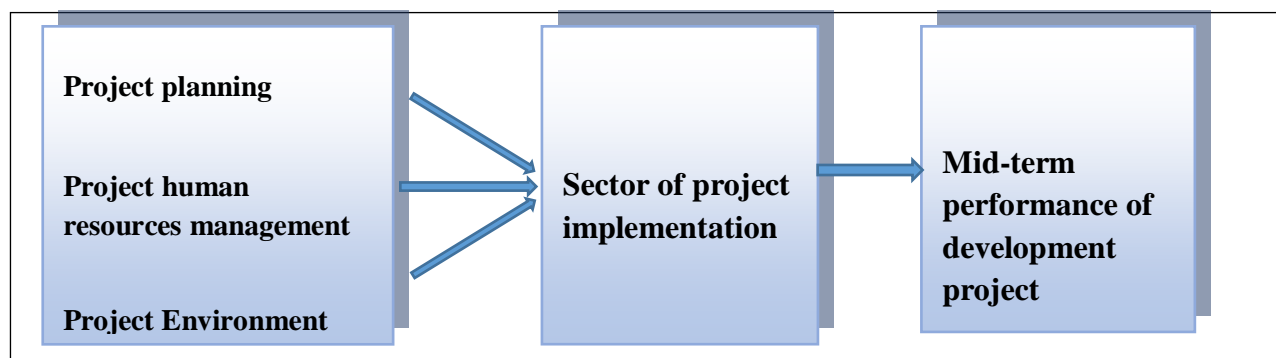 Project planning
Project human
resources management
Project Environment
Sector of project
implementation
Mid-term
performance of
development
project